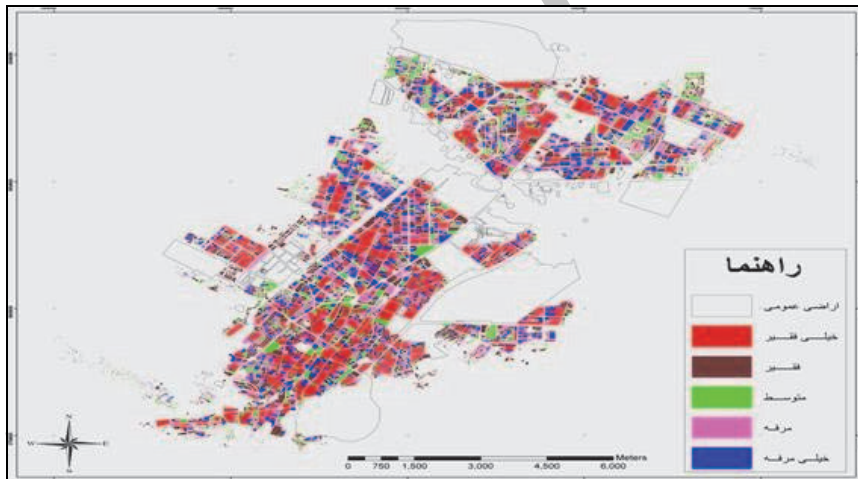 راهنما
اراضی عمومی
خیلی فقیر
فقیر
متوسط
مرفه
خیلی مرفه
N
W E
S
Meters
0 750 1,500 3,000 4,500 6,000